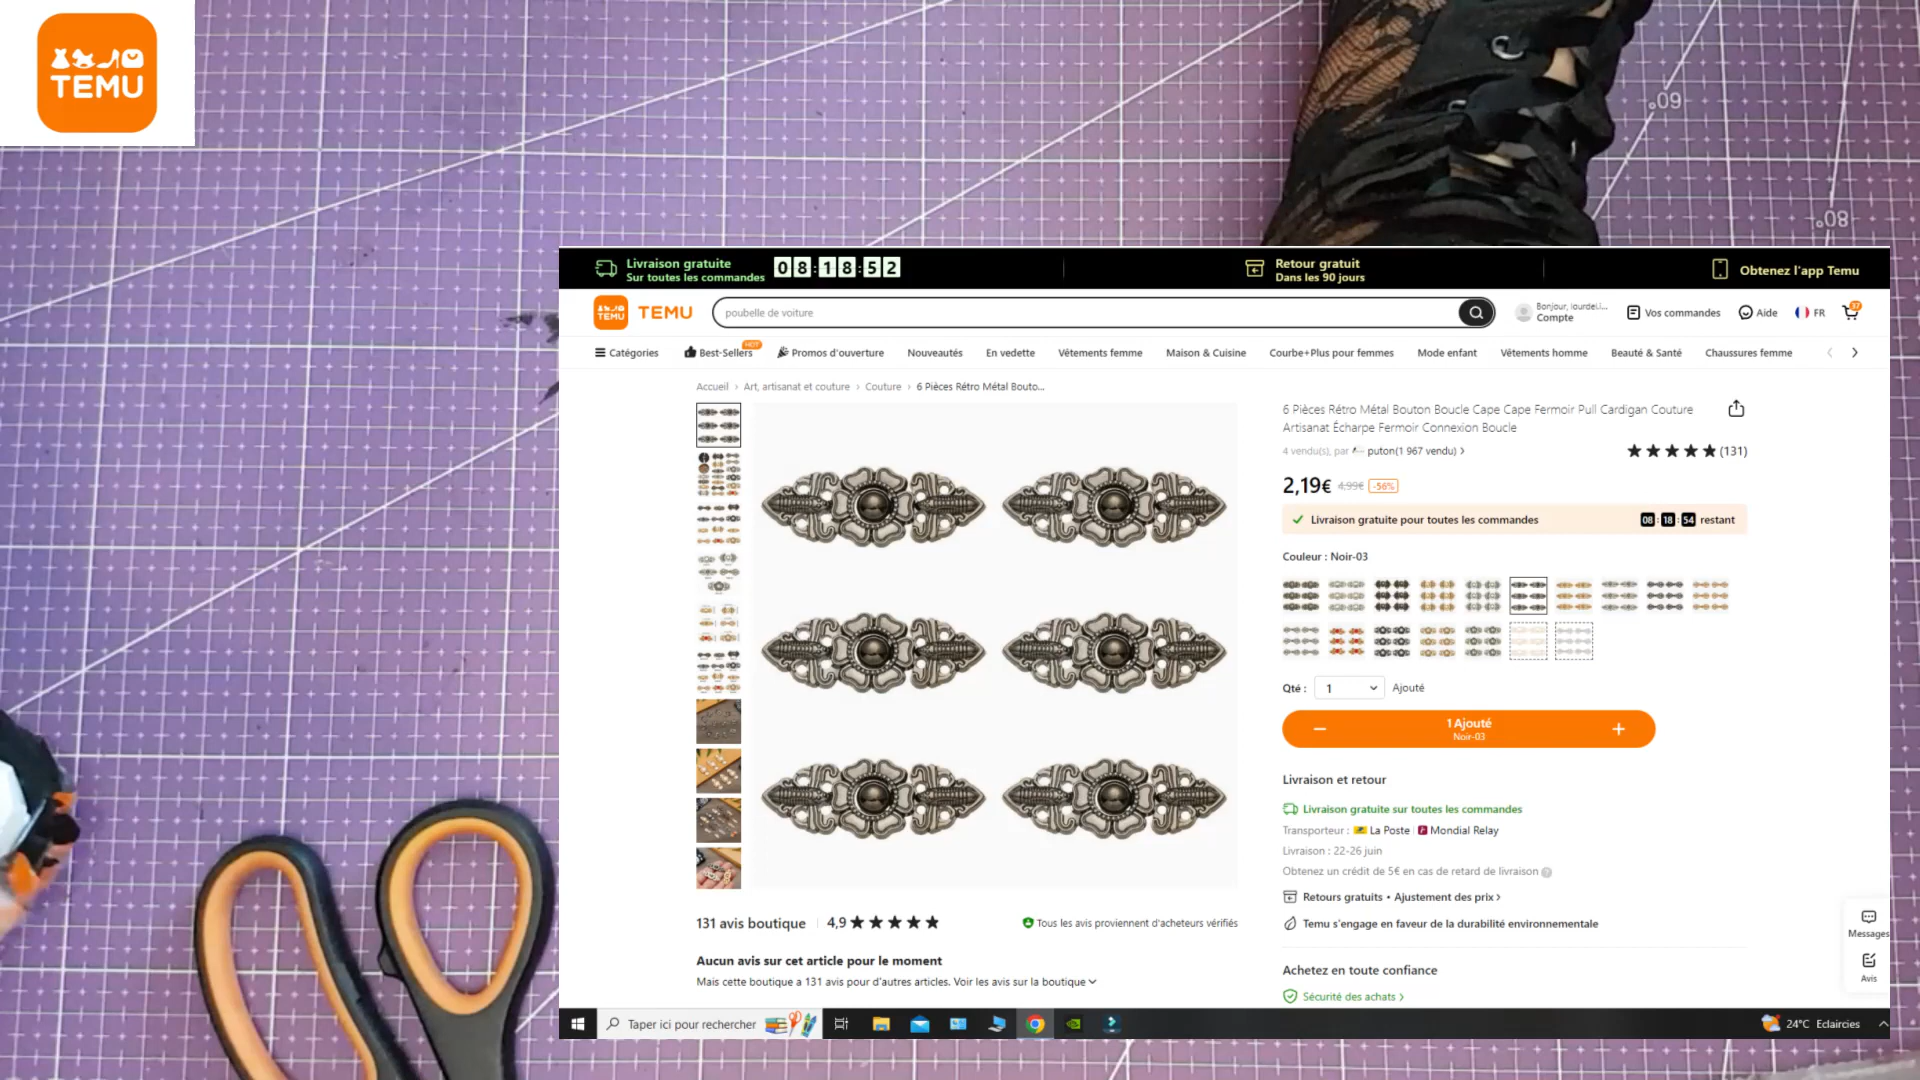 TEMU
09
08
Livraison gratuite
Sur toutes les commandes
08:18:52
Retour gratuit
Dans les 90 jours
Obtenez l'app Temu
TEMU
TEMU
poubelle de voiture
Bonjour, lourdeli...
Compte
Vos commandes
Aide
FR
37
Catégories
Best-Sellers
HOT
Promos d'ouverture
Nouveautés
En vedette
Vêtements femme
Maison & Cuisine
Courbe+Plus pour femmes
Mode enfant
Vêtements homme
Beauté & Santé
Chaussures femme
Accueil > Art, artisanat et couture > Couture > 6 Pièces Rétro Métal Bouto...
6 Pièces Rétro Métal Bouton Boucle Cape Cape Fermoir Pull Cardigan Couture
Artisanat Écharpe Fermoir Connexion Boucle
4 vendu(s), par puton(1 967 vendu) >
(131)
2,19€ 4,99€ -56%
Livraison gratuite pour toutes les commandes
08:18:54 restant
Couleur : Noir-03
Qté : 1 Ajouté
− 1 Ajouté +
Noir-03
Livraison et retour
Livraison gratuite sur toutes les commandes
Transporteur : La Poste Mondial Relay
Livraison : 22-26 juin
Obtenez un crédit de 5€ en cas de retard de livraison ?
Retours gratuits • Ajustement des prix >
Temu s'engage en faveur de la durabilité environnementale
Achetez en toute confiance
Sécurité des achats >
131 avis boutique 4,9 ★★★★★
Tous les avis proviennent d'acheteurs vérifiés
Aucun avis sur cet article pour le moment
Mais cette boutique a 131 avis pour d'autres articles. Voir les avis sur la boutique
Messages
Avis
Taper ici pour rechercher
24°C Eclaircies